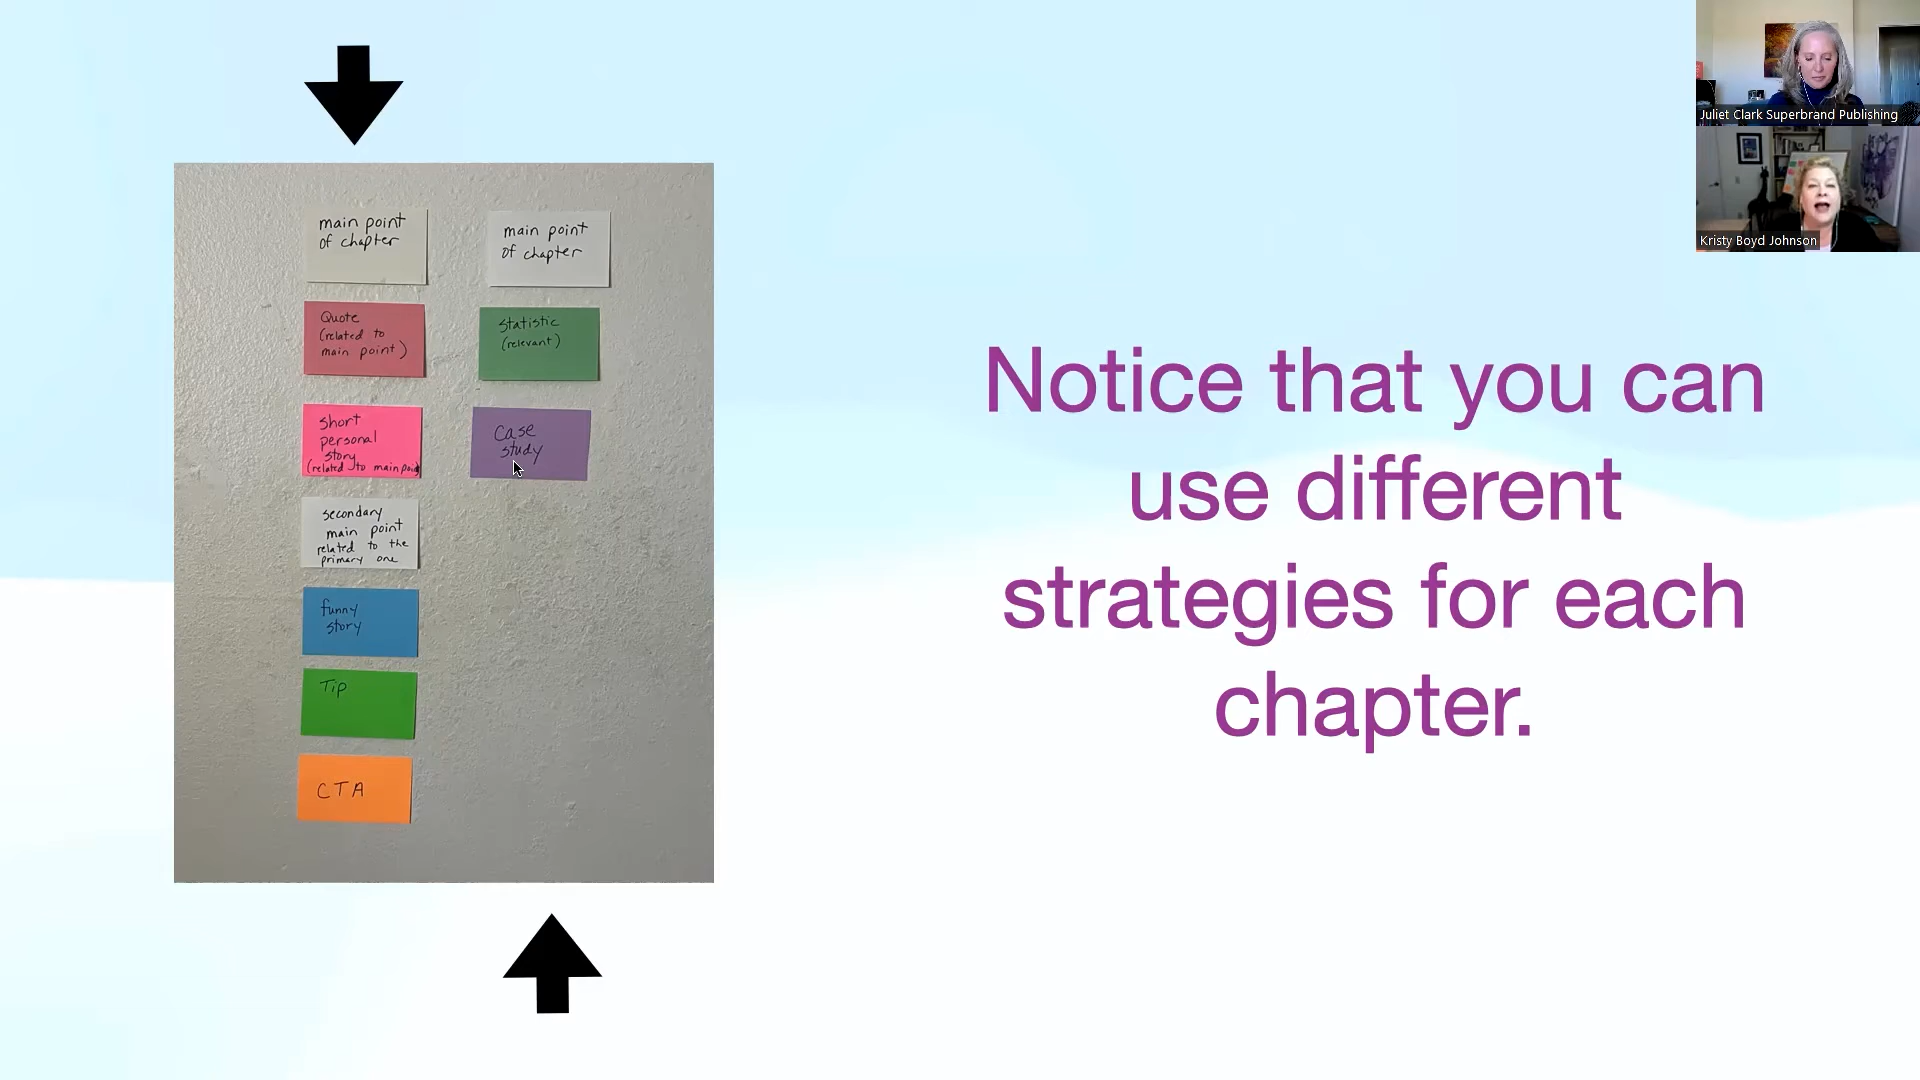 main point
of chapter
Quote
(related to
main point)
short
personal
story
(related to main point
secondary
main point
related to the
primary one
funny
story
Tip
CTA
main point
of chapter
statistic
(relevant)
case
study
Notice that you can
use different
strategies for each
chapter.
Juliet Clark Superbrand Publishing
Kristy Boyd Johnson